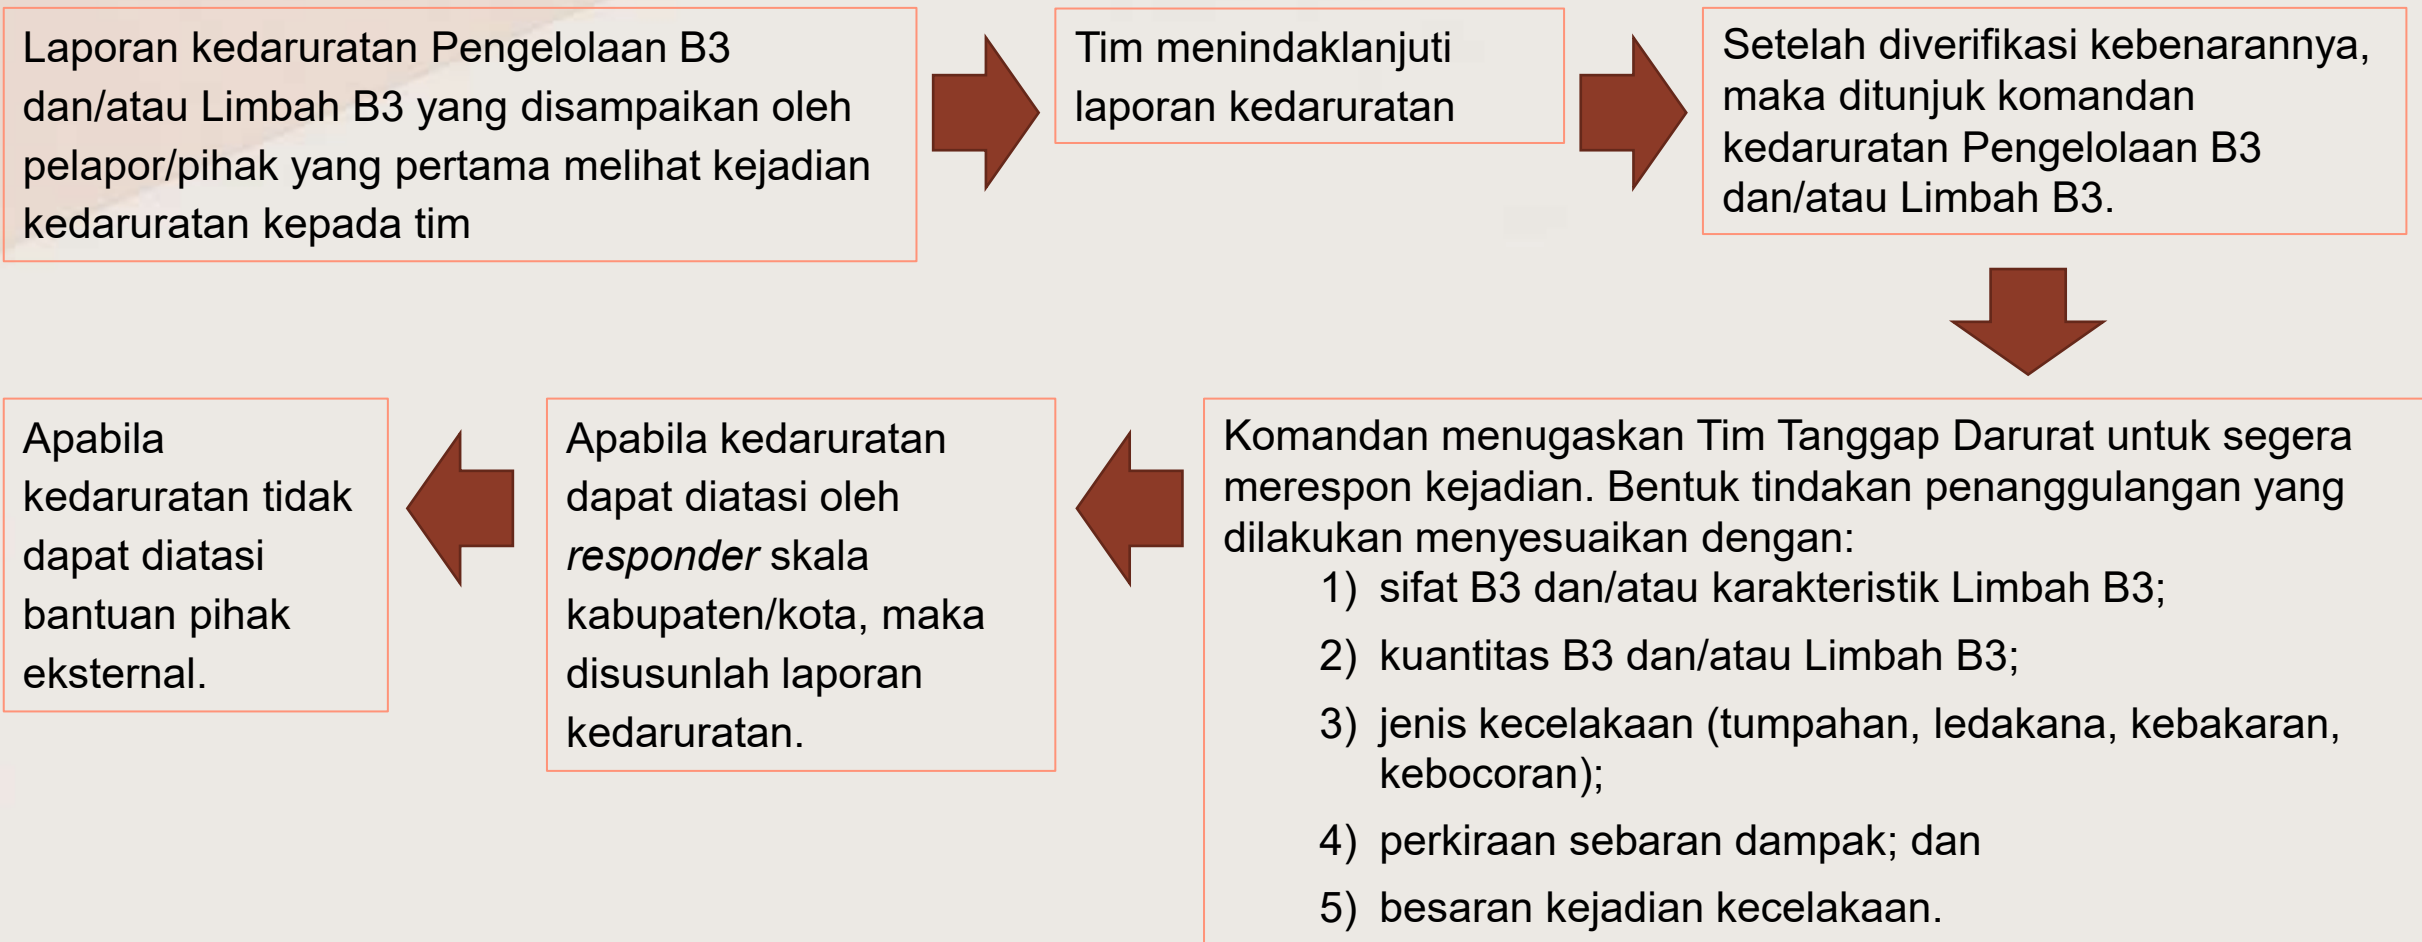 Laporan kedaruratan Pengelolaan B3
dan/atau Limbah B3 yang disampaikan oleh
pelapor/pihak yang pertama melihat kejadian
kedaruratan kepada tim
Tim menindaklanjuti
laporan kedaruratan
Setelah diverifikasi kebenarannya,
maka ditunjuk komandan
kedaruratan Pengelolaan B3
dan/atau Limbah B3.
Komandan menugaskan Tim Tanggap Darurat untuk segera
merespon kejadian. Bentuk tindakan penanggulangan yang
dilakukan menyesuaikan dengan:
1) sifat B3 dan/atau karakteristik Limbah B3;
2) kuantitas B3 dan/atau Limbah B3;
3) jenis kecelakaan (tumpahan, ledakana, kebakaran,
kebocoran);
4) perkiraan sebaran dampak; dan
5) besaran kejadian kecelakaan.
Apabila kedaruratan
dapat diatasi oleh
responder skala
kabupaten/kota, maka
disusunlah laporan
kedaruratan.
Apabila
kedaruratan tidak
dapat diatasi
bantuan pihak
eksternal.